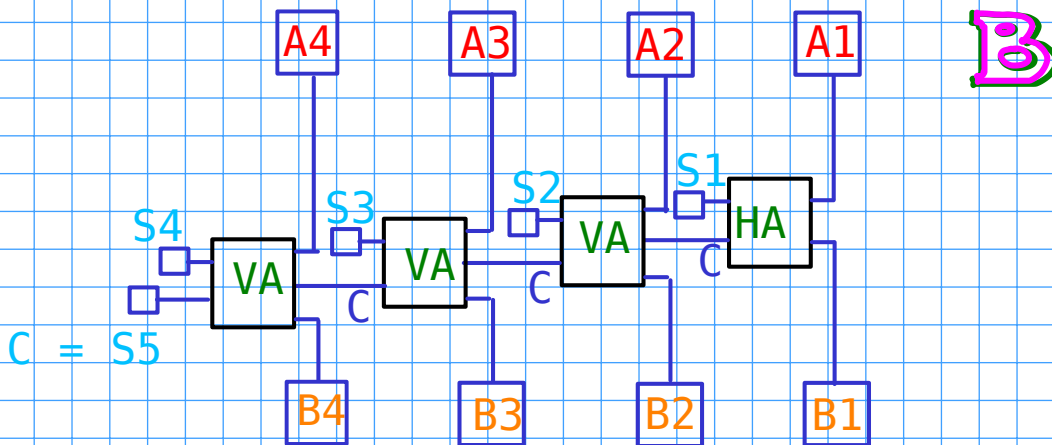 A4 A3 A2 A1 B
S1
S2
S3
S4
HA
VA
VA
VA
C
C
C
C = S5
B4 B3 B2 B1